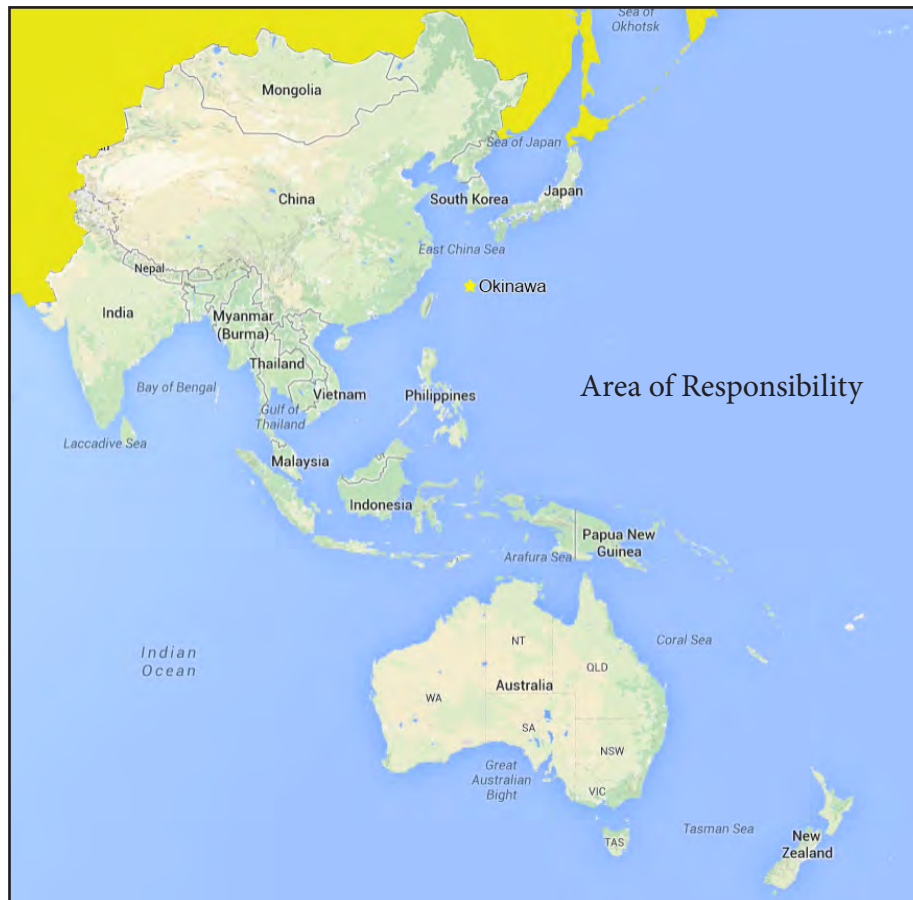 Sea of
Okhotsk
Mongolia
Sea of Japan
China
South Korea
Japan
East China Sea
Nepal
Okinawa
India
Myanmar
(Burma)
Thailand
Area of Responsibility
Bay of Bengal
Vietnam
Philippines
Gulf of
Thailand
Laccadive Sea
Malaysia
Indonesia
Papua New
Guinea
Arafura Sea
Indian
Ocean
NT
Coral Sea
QLD
Australia
WA
SA
NSW
Great
Australian
Bight
VIC
Tasman Sea
TAS
New
Zealand